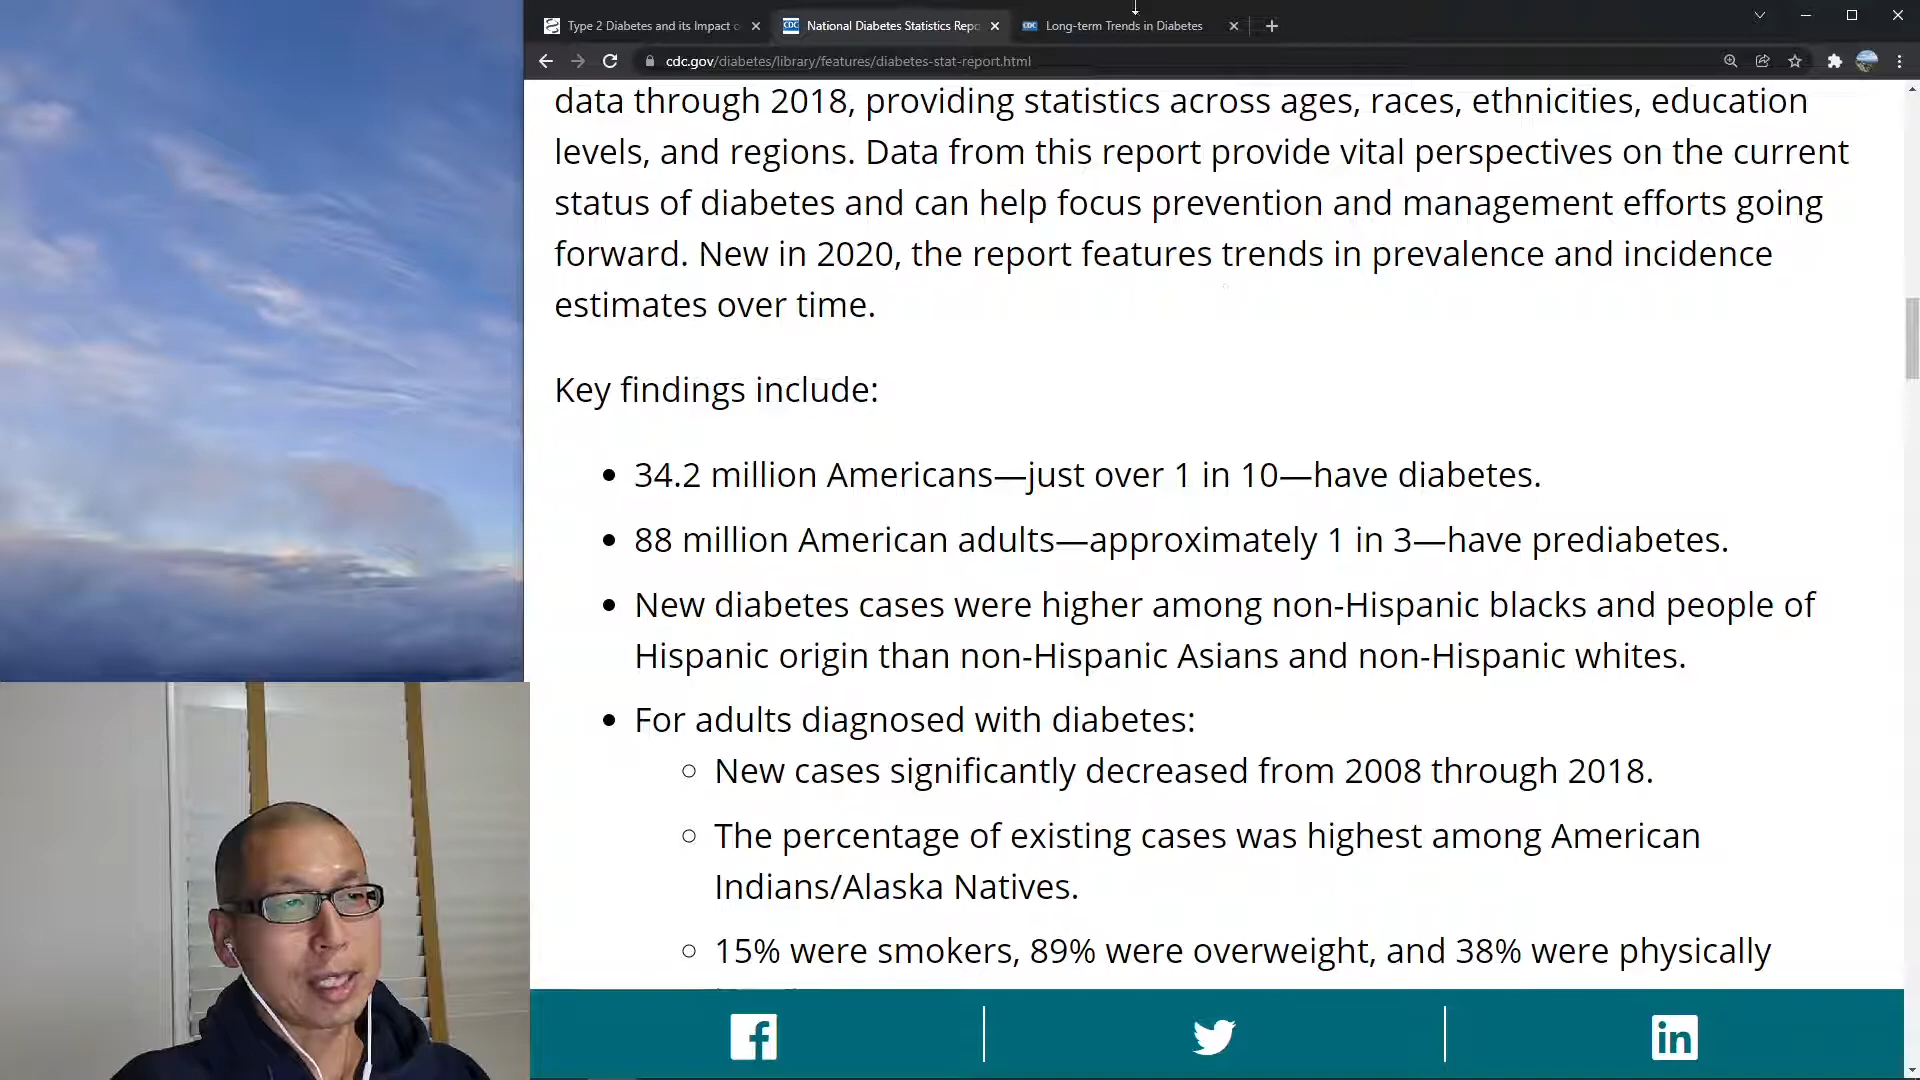 Type 2 Diabetes and its Impact o
National Diabetes Statistics Repo
Long-term Trends in Diabetes
cdc.gov/diabetes/library/features/diabetes-stat-report.html
data through 2018, providing statistics across ages, races, ethnicities, education
levels, and regions. Data from this report provide vital perspectives on the current
status of diabetes and can help focus prevention and management efforts going
forward. New in 2020, the report features trends in prevalence and incidence
estimates over time.
Key findings include:
34.2 million Americans—just over 1 in 10—have diabetes.
88 million American adults—approximately 1 in 3—have prediabetes.
New diabetes cases were higher among non-Hispanic blacks and people of
Hispanic origin than non-Hispanic Asians and non-Hispanic whites.
For adults diagnosed with diabetes:
New cases significantly decreased from 2008 through 2018.
The percentage of existing cases was highest among American
Indians/Alaska Natives.
15% were smokers, 89% were overweight, and 38% were physically